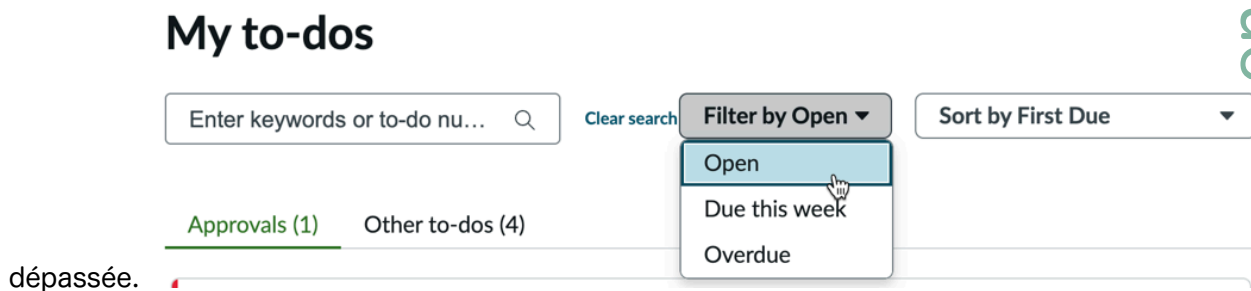 My to-dos
Enter keywords or to-do nu...
Clear search
Filter by Open
Sort by First Due
Open
Due this week
Overdue
Approvals (1)
Other to-dos (4)
dépassée.